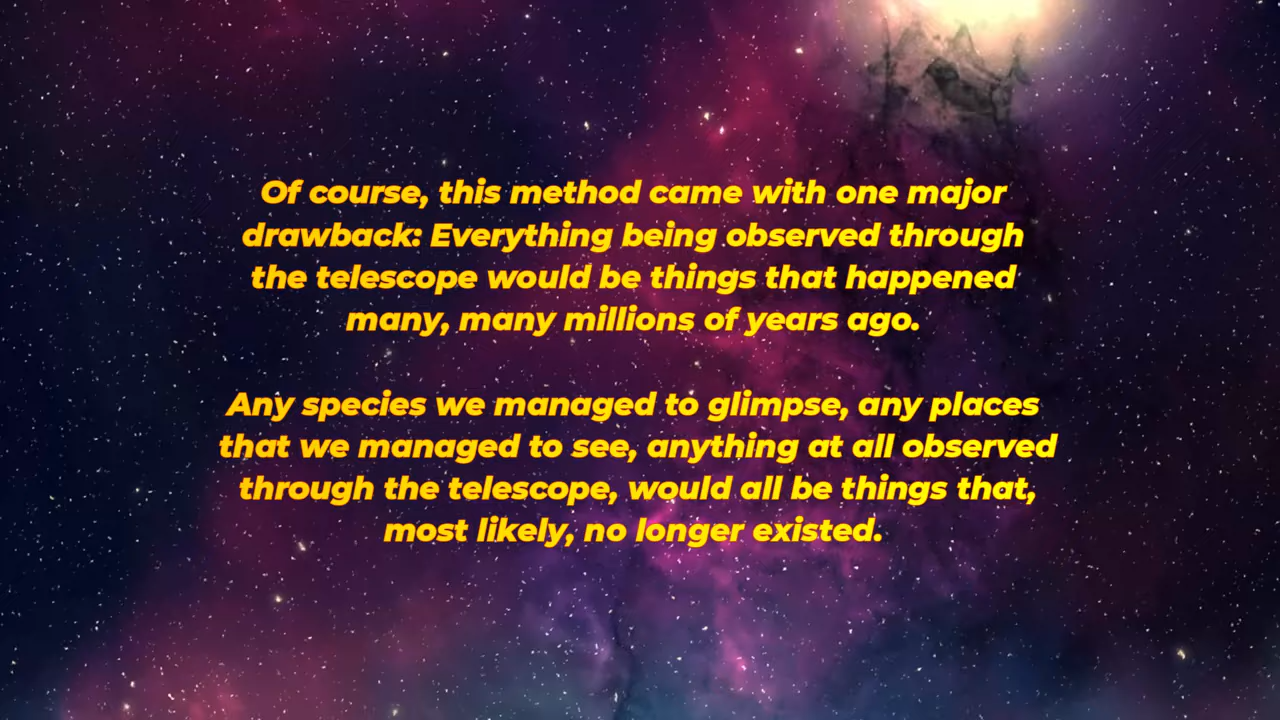 Of course, this method came with one major
drawback: Everything being observed through
the telescope would be things that happened
many, many millions of years ago.
Any species we managed to glimpse, any places
that we managed to see, anything at all observed
through the telescope, would all be things that,
most likely, no longer existed.